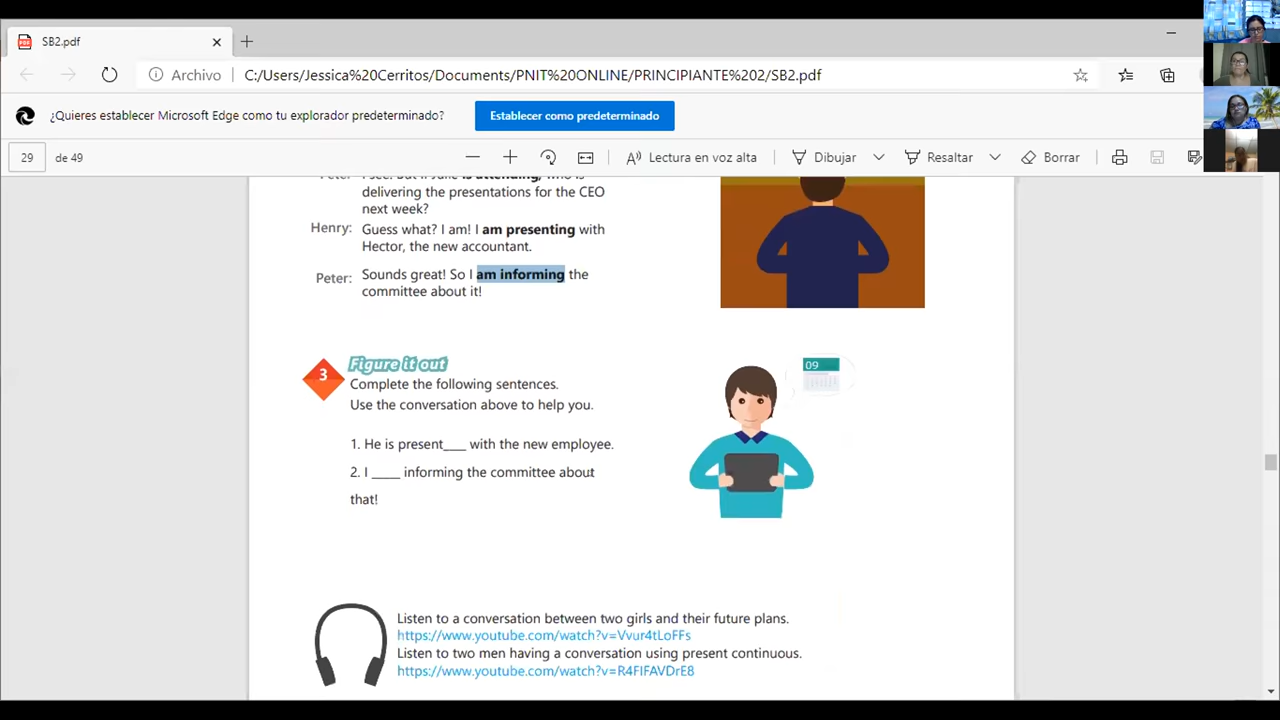 SB2.pdf
Archivo C:/Users/Jessica%20Cerritos/Documents/PNIT%20ONLINE/PRINCIPIANTE%202/SB2.pdf
¿Quieres establecer Microsoft Edge como tu explorador predeterminado? Establecer como predeterminado
29 de 49 Lectura en voz alta Dibujar Resaltar Borrar
is attending, who is
delivering the presentations for the CEO
next week?
Henry: Guess what? I am! I am presenting with
Hector, the new accountant.
Peter: Sounds great! So I am informing the
committee about it!
3 Figure it out
Complete the following sentences.
Use the conversation above to help you.
1. He is present___ with the new employee.
2. I ____ informing the committee about
that!
09
Listen to a conversation between two girls and their future plans.
https://www.youtube.com/watch?v=Vvur4tLoFFs
Listen to two men having a conversation using present continuous.
https://www.youtube.com/watch?v=R4FIFAVDrE8